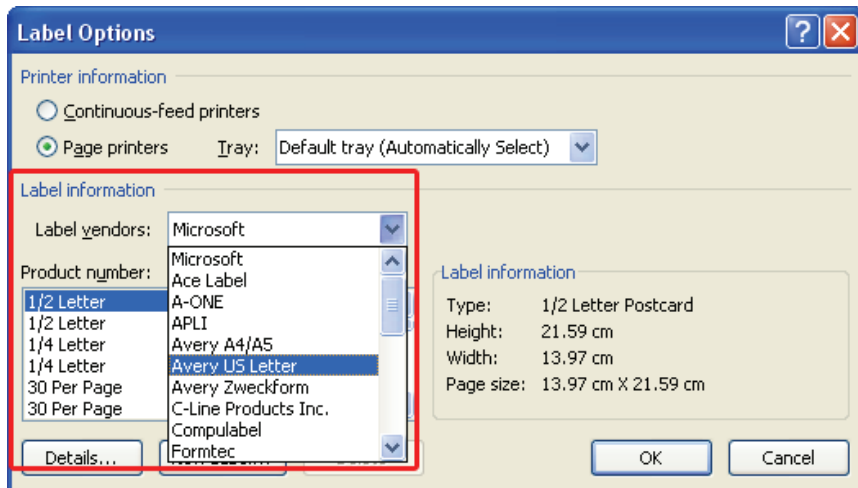 Label Options
Printer information
Continuous-feed printers
Page printers Tray: Default tray (Automatically Select)
Label information
Label vendors: Microsoft
Microsoft
Ace Label
A-ONE
APLI
Avery A4/A5
Avery US Letter
Avery Zweckform
C-Line Products Inc.
Compulabel
Formtec
Product number:
1/2 Letter
1/2 Letter
1/4 Letter
1/4 Letter
30 Per Page
30 Per Page
Label information
Type: 1/2 Letter Postcard
Height: 21.59 cm
Width: 13.97 cm
Page size: 13.97 cm X 21.59 cm
Details...
OK
Cancel